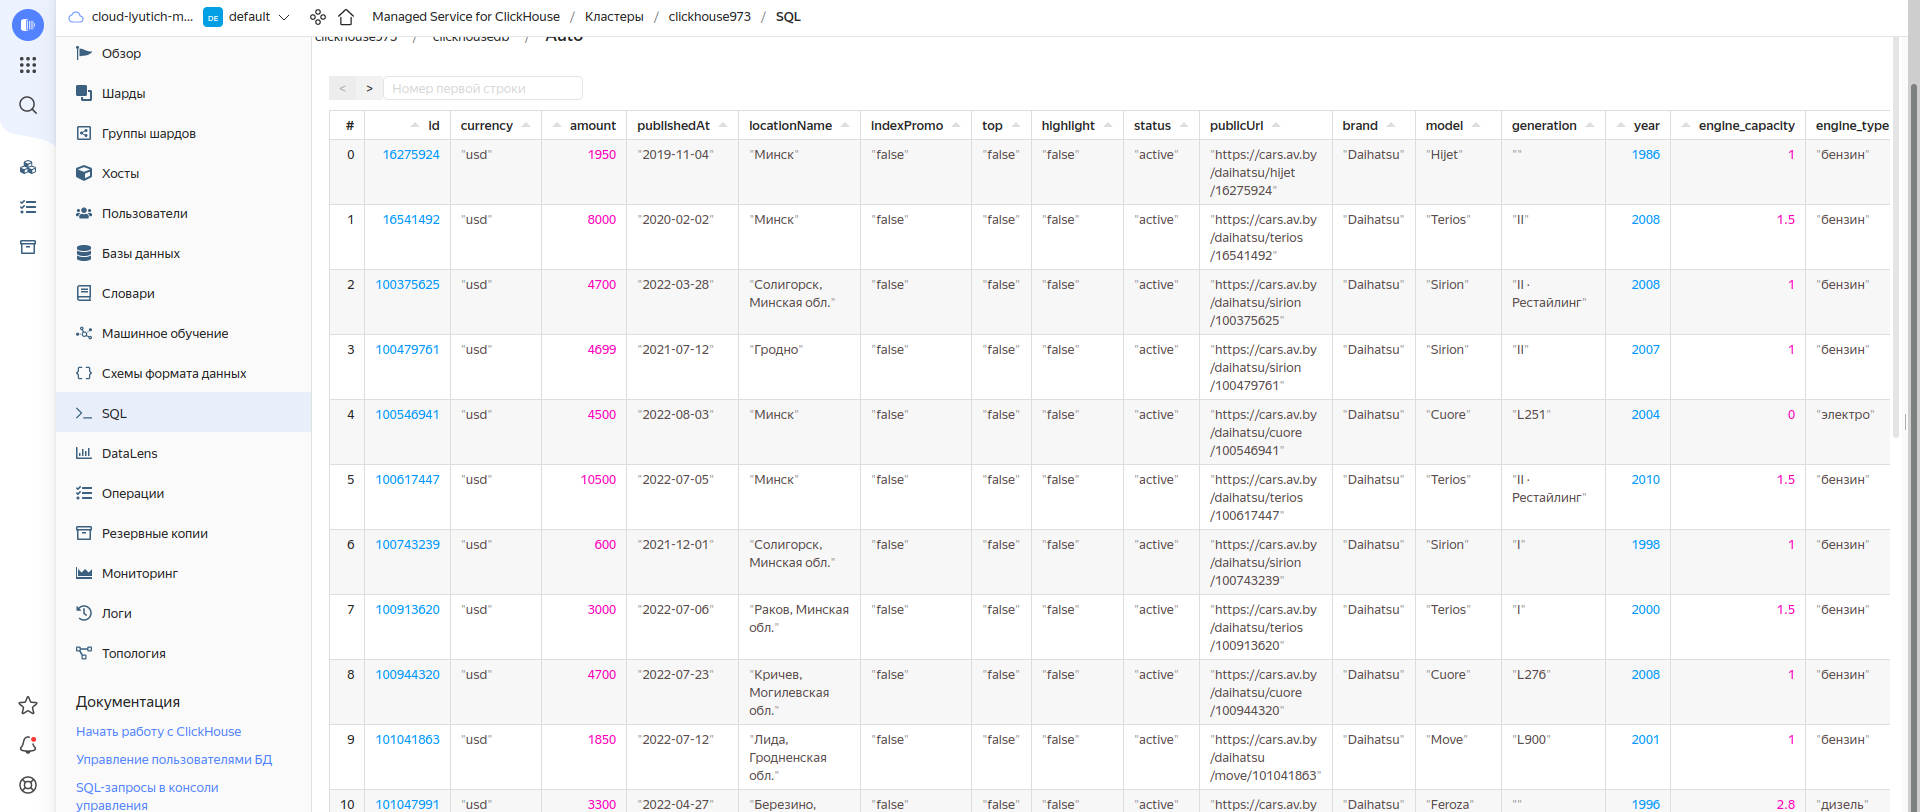 cloud-lyutich-m...
DE
default
Managed Service for ClickHouse / Кластеры / clickhouse973 / SQL
clickhouse973 / clickhousedb / Auto
Обзор
Шарды
Группы шардов
Хосты
Пользователи
Базы данных
Словари
Машинное обучение
Схемы формата данных
SQL
DataLens
Операции
Резервные копии
Мониторинг
Логи
Топология
Документация
Начать работу с ClickHouse
Управление пользователями БД
SQL-запросы в консоли
управления
< > Номер первой строки
# id currency amount publishedAt locationName indexPromo top highlight status publicUrl brand model generation year engine_capacity engine_type
0 16275924 "usd" 1950 "2019-11-04" "Минск" "false" "false" "false" "active" "https://cars.av.by "Daihatsu" "Hijet" "" 1986 1 "бензин"
/daihatsu/hijet
/16275924"
1 16541492 "usd" 8000 "2020-02-02" "Минск" "false" "false" "false" "active" "https://cars.av.by "Daihatsu" "Terios" "II" 2008 1.5 "бензин"
/daihatsu/terios
/16541492"
2 100375625 "usd" 4700 "2022-03-28" "Солигорск, "false" "false" "false" "active" "https://cars.av.by "Daihatsu" "Sirion" "II · 2008 1 "бензин"
Минская обл." /daihatsu/sirion Рестайлинг"
/100375625"
3 100479761 "usd" 4699 "2021-07-12" "Гродно" "false" "false" "false" "active" "https://cars.av.by "Daihatsu" "Sirion" "II" 2007 1 "бензин"
/daihatsu/sirion
/100479761"
4 100546941 "usd" 4500 "2022-08-03" "Минск" "false" "false" "false" "active" "https://cars.av.by "Daihatsu" "Cuore" "L251" 2004 0 "электро"
/daihatsu/cuore
/100546941"
5 100617447 "usd" 10500 "2022-07-05" "Минск" "false" "false" "false" "active" "https://cars.av.by "Daihatsu" "Terios" "II · 2010 1.5 "бензин"
/daihatsu/terios Рестайлинг"
/100617447"
6 100743239 "usd" 600 "2021-12-01" "Солигорск, "false" "false" "false" "active" "https://cars.av.by "Daihatsu" "Sirion" "I" 1998 1 "бензин"
Минская обл." /daihatsu/sirion
/100743239"
7 100913620 "usd" 3000 "2022-07-06" "Раков, Минская "false" "false" "false" "active" "https://cars.av.by "Daihatsu" "Terios" "I" 2000 1.5 "бензин"
обл." /daihatsu/terios
/100913620"
8 100944320 "usd" 4700 "2022-07-23" "Кричев, "false" "false" "false" "active" "https://cars.av.by "Daihatsu" "Cuore" "L276" 2008 1 "бензин"
Могилевская /daihatsu/cuore
обл." /100944320"
9 101041863 "usd" 1850 "2022-07-12" "Лида, "false" "false" "false" "active" "https://cars.av.by "Daihatsu" "Move" "L900" 2001 1 "бензин"
Гродненская /daihatsu
обл." /move/101041863"
10 101047991 "usd" 3300 "2022-04-27" "Березино, "false" "false" "false" "active" "https://cars.av.by "Daihatsu" "Feroza" "" 1996 2.8 "дизель"